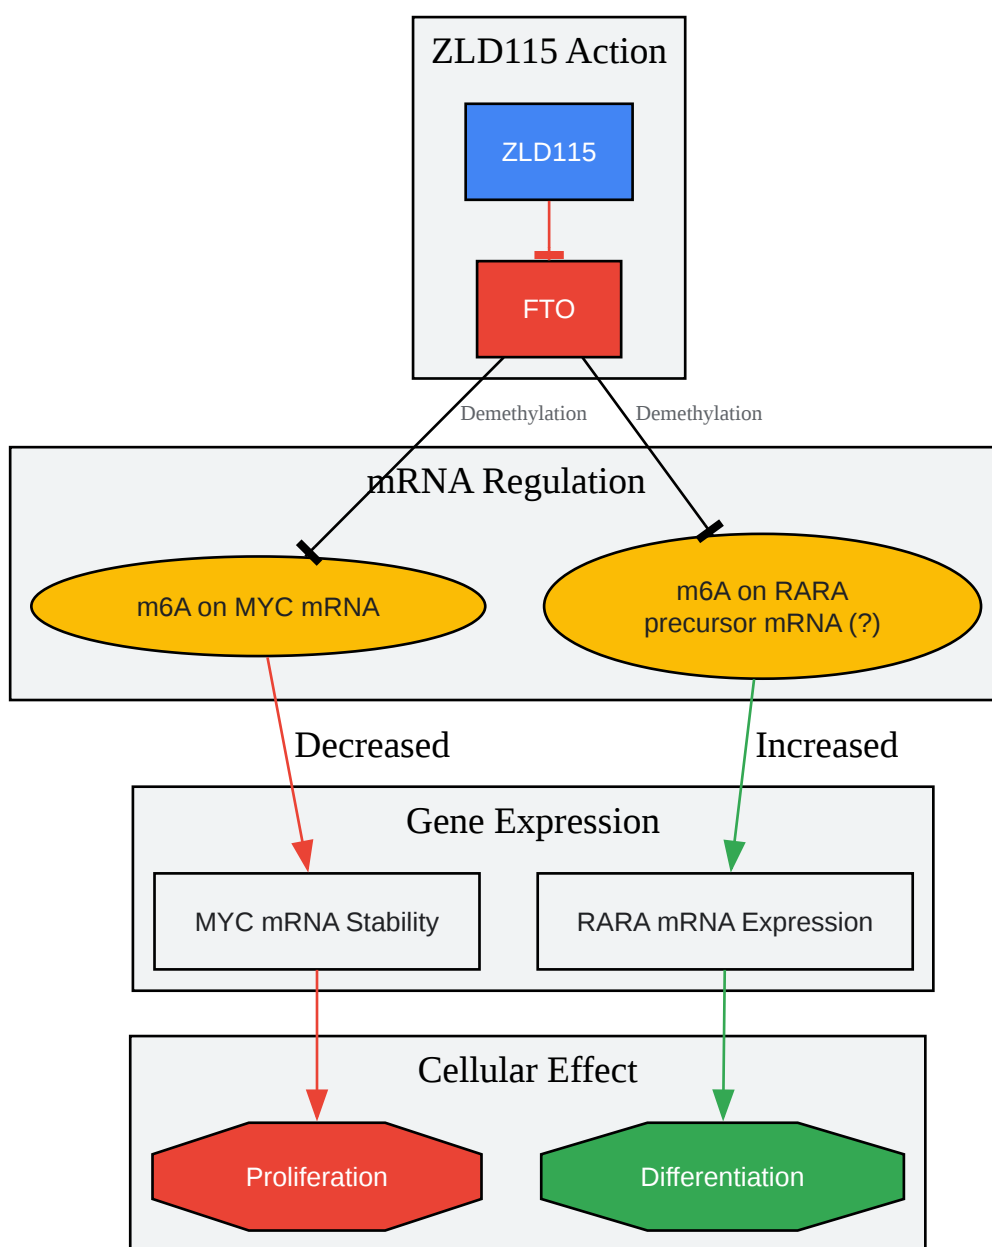 ZLD115 Action
ZLD115
FTO
Demethylation
Demethylation
mRNA Regulation
m6A on MYC mRNA
m6A on RARA
precursor mRNA (?)
Decreased
Increased
Gene Expression
MYC mRNA Stability
RARA mRNA Expression
Cellular Effect
Proliferation
Differentiation